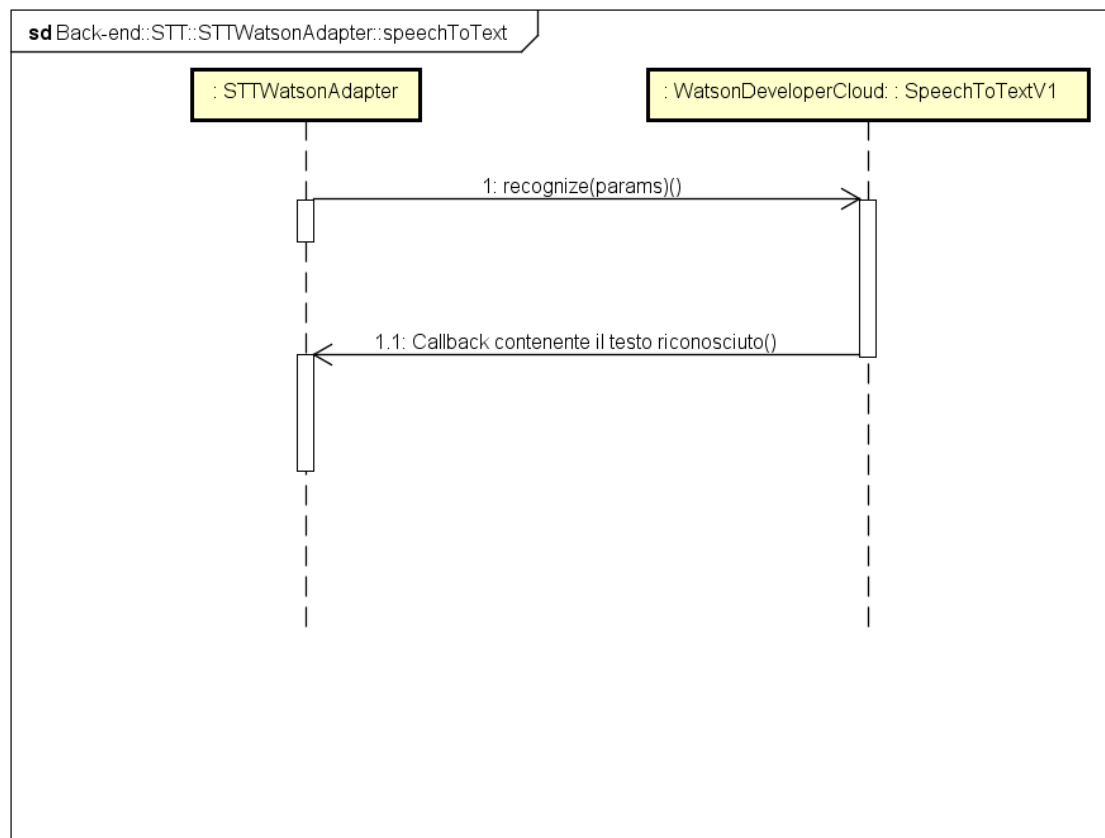 sd Back-end::STT::STTWatsonAdapter::speechToText
: STTWatsonAdapter
: WatsonDeveloperCloud: : SpeechToTextV1
1: recognize(params)()
1.1: Callback contenente il testo riconosciuto()